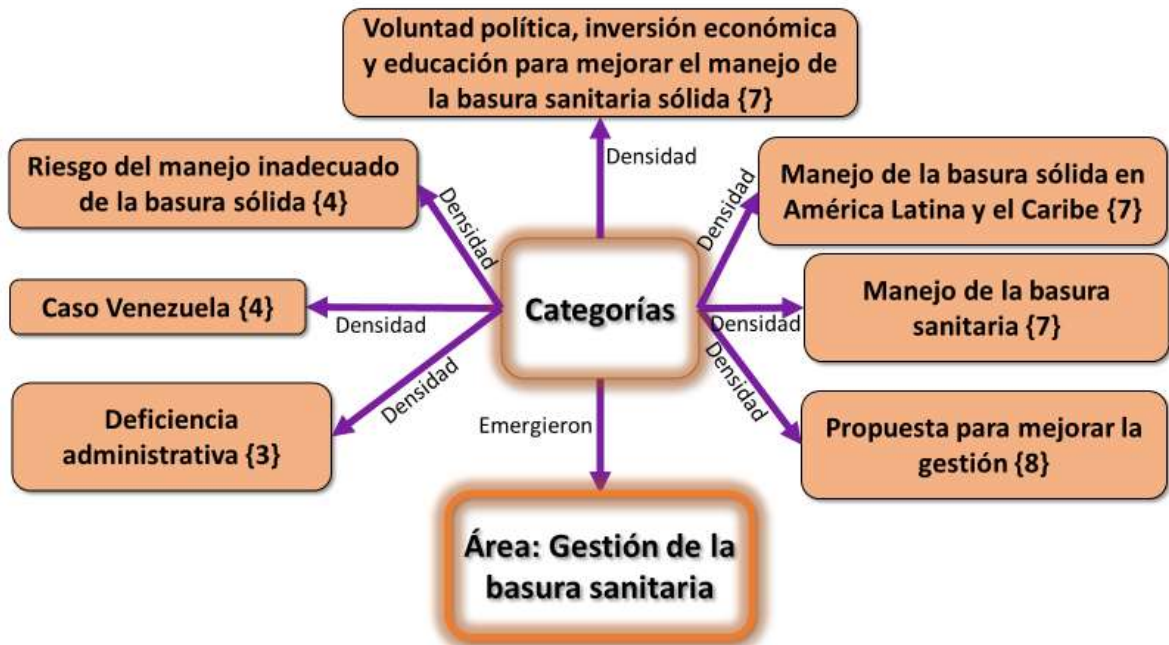 Voluntad política, inversión económica
y educación para mejorar el manejo de
la basura sanitaria sólida {7}
Densidad
Riesgo del manejo inadecuado
de la basura sólida {4}
Densidad
Manejo de la basura sólida en
América Latina y el Caribe {7}
Densidad
Caso Venezuela {4}
Densidad
Categorías
Densidad
Manejo de la basura
sanitaria {7}
Deficiencia
administrativa {3}
Densidad
Emergieron
Densidad
Propuesta para mejorar la
gestión {8}
Área: Gestión de la
basura sanitaria